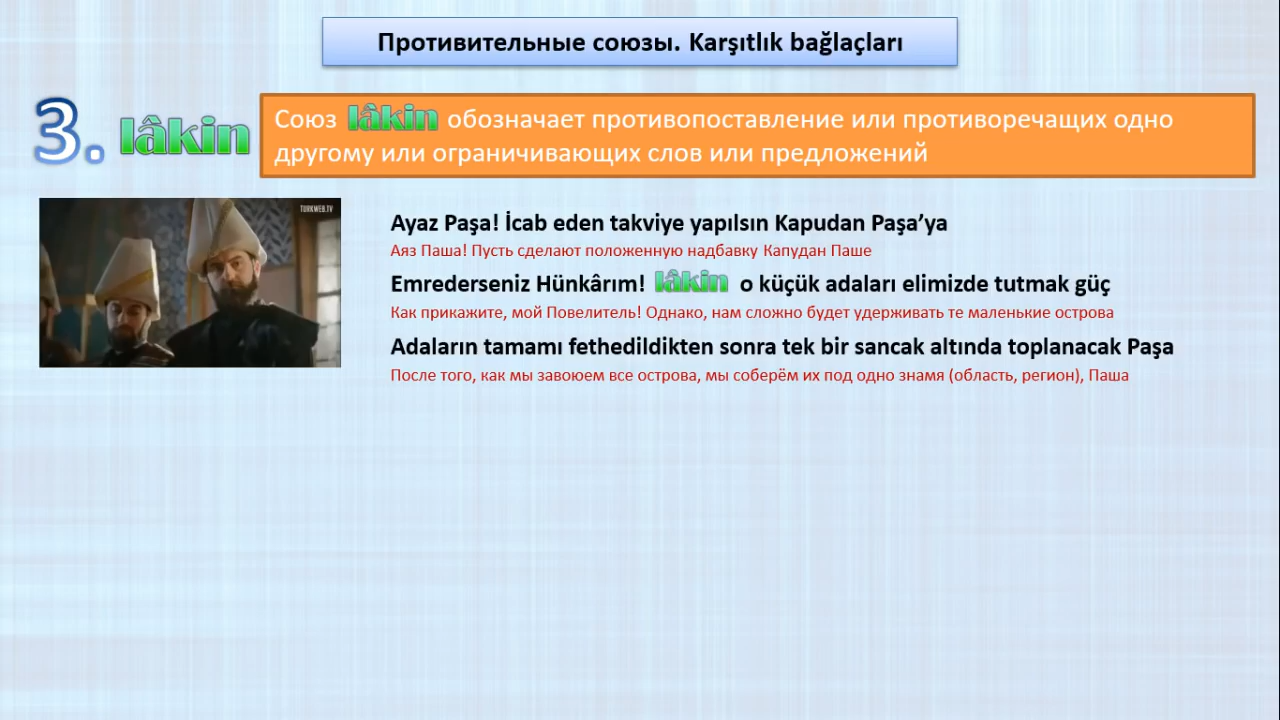 Противительные союзы. Karşıtlık bağlaçları
3. lâkin
Союз lâkin обозначает противопоставление или противоречащих одно
другому или ограничивающих слов или предложений
TURKWEB.TV
Ayaz Paşa! İcab eden takviye yapılsın Kapudan Paşa’ya
Аяз Паша! Пусть сделают положенную надбавку Капудан Паше
Emrederseniz Hünkârım! lâkin o küçük adaları elimizde tutmak güç
Как прикажите, мой Повелитель! Однако, нам сложно будет удерживать те маленькие острова
Adaların tamamı fethedildikten sonra tek bir sancak altında toplanacak Paşa
После того, как мы завоюем все острова, мы соберём их под одно знамя (область, регион), Паша